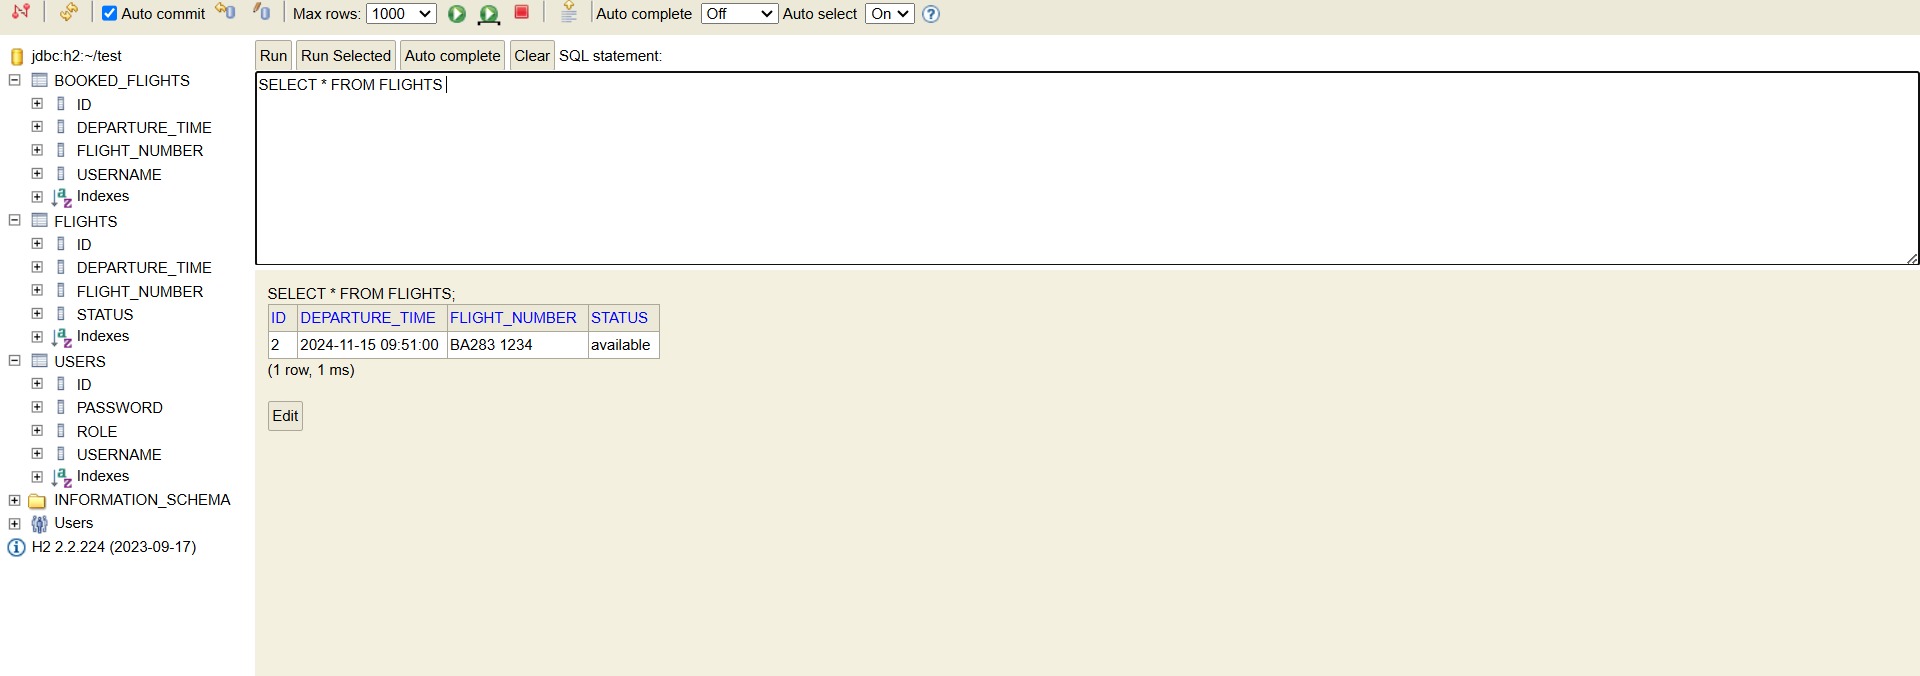 Auto commit Max rows: 1000 Auto complete Off Auto select On ?
jdbc:h2:~/test
BOOKED_FLIGHTS
ID
DEPARTURE_TIME
FLIGHT_NUMBER
USERNAME
Indexes
FLIGHTS
ID
DEPARTURE_TIME
FLIGHT_NUMBER
STATUS
Indexes
USERS
ID
PASSWORD
ROLE
USERNAME
Indexes
INFORMATION_SCHEMA
Users
H2 2.2.224 (2023-09-17)
Run Run Selected Auto complete Clear SQL statement:
SELECT * FROM FLIGHTS
SELECT * FROM FLIGHTS;
ID DEPARTURE_TIME FLIGHT_NUMBER STATUS
2 2024-11-15 09:51:00 BA283 1234 available
(1 row, 1 ms)
Edit